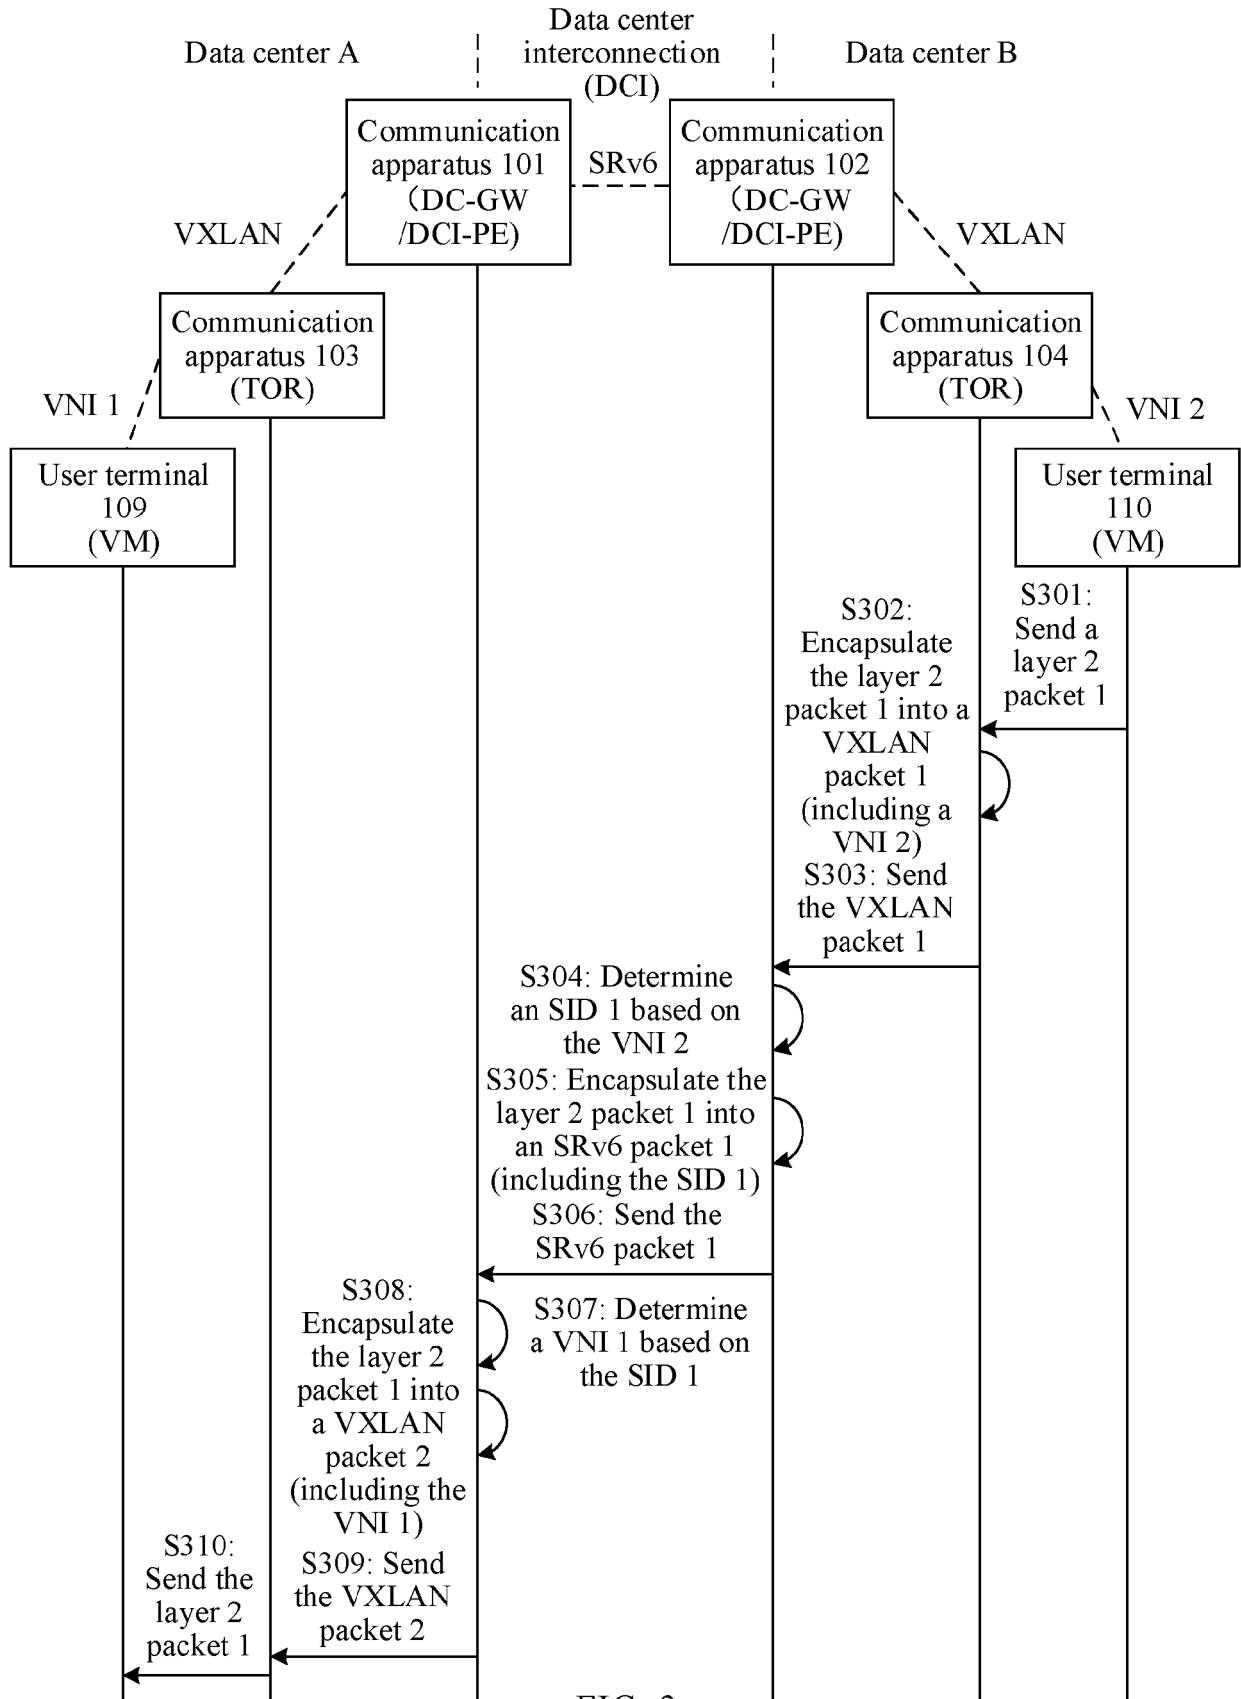 Data center A
Data center
interconnection
(DCI)
Data center B
Communication
apparatus 101
(DC-GW
/DCI-PE)
SRv6
Communication
apparatus 102
(DC-GW
/DCI-PE)
VXLAN
VXLAN
Communication
apparatus 103
(TOR)
Communication
apparatus 104
(TOR)
VNI 1
VNI 2
User terminal
109
(VM)
User terminal
110
(VM)
S301:
Send a
layer 2
packet 1
S302:
Encapsulate
the layer 2
packet 1 into a
VXLAN
packet 1
(including a
VNI 2)
S303: Send
the VXLAN
packet 1
S304: Determine
an SID 1 based on
the VNI 2
S305: Encapsulate the
layer 2 packet 1 into
an SRv6 packet 1
(including the SID 1)
S306: Send the
SRv6 packet 1
S307: Determine
a VNI 1 based on
the SID 1
S308:
Encapsulate
the layer 2
packet 1 into
a VXLAN
packet 2
(including the
VNI 1)
S309: Send
the VXLAN
packet 2
S310:
Send the
layer 2
packet 1